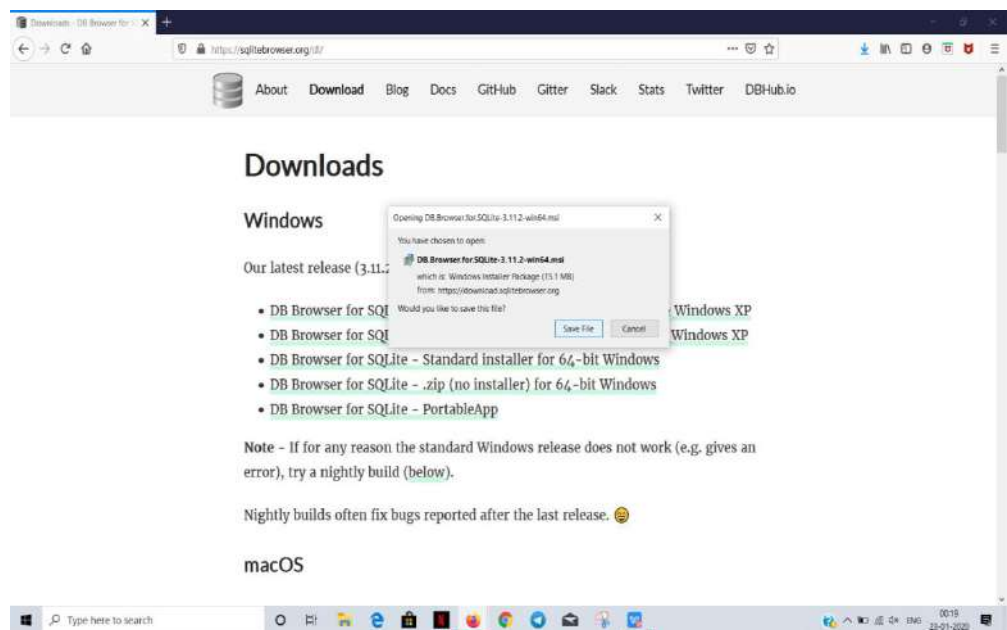 Downloads - DB Browser for
https://sqlitebrowser.org/dl/
About Download Blog Docs GitHub Gitter Slack Stats Twitter DBHub.io
Downloads
Windows
Our latest release (3.11.2
DB Browser for SQL Windows XP
DB Browser for SQL Windows XP
DB Browser for SQLite - Standard installer for 64-bit Windows
DB Browser for SQLite - .zip (no installer) for 64-bit Windows
DB Browser for SQLite - PortableApp
Note - If for any reason the standard Windows release does not work (e.g. gives an
error), try a nightly build (below).
Nightly builds often fix bugs reported after the last release.
macOS
Opening DB.Browser.for.SQLite-3.11.2-win64.msi
You have chosen to open:
DB.Browser.for.SQLite-3.11.2-win64.msi
which is: Windows Installer Package (15.1 MB)
from: https://download.sqlitebrowser.org
Would you like to save this file?
Save File Cancel
Type here to search
ENG
00:19
23-01-2020